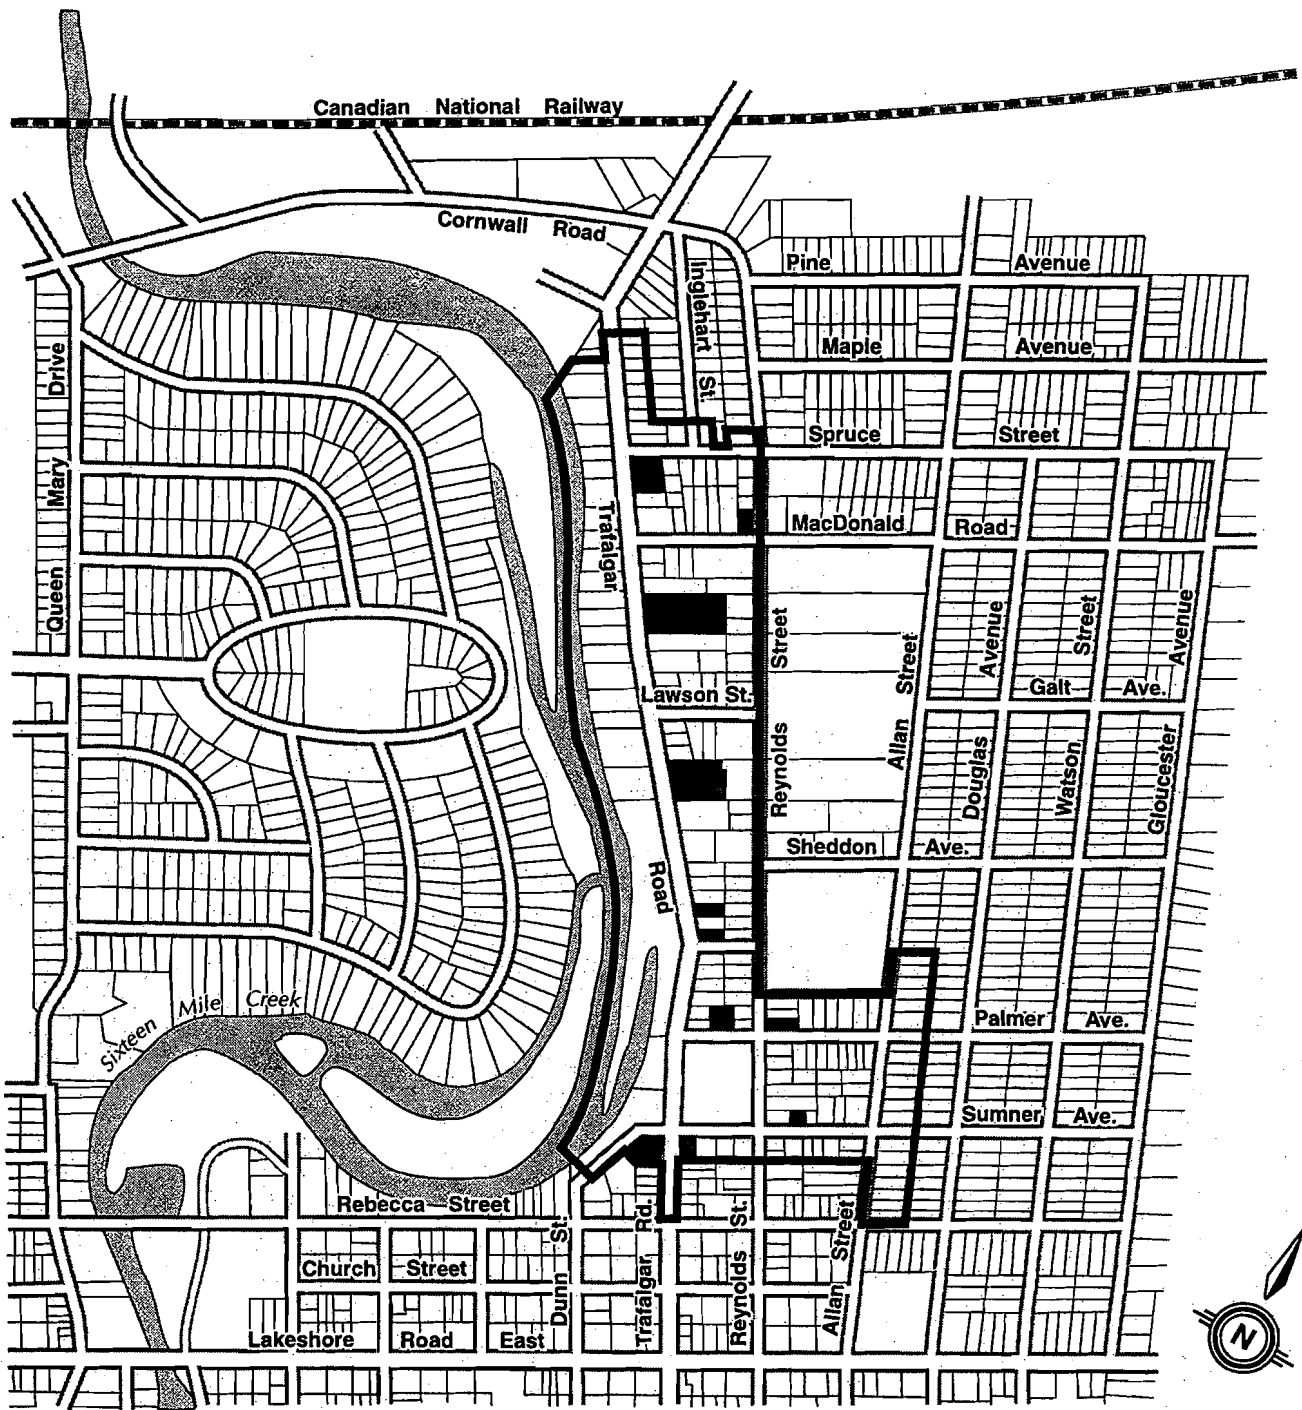 Canadian National Railway
Cornwall Road
Pine Avenue
Inglehart St.
Maple Avenue
Queen Mary Drive
Spruce Street
Trafalgar Road
MacDonald Road
Reynolds Street
Allan Street
Douglas Avenue
Watson Street
Gloucester Avenue
Lawson St.
Galt Ave.
Sheddon Ave.
Sixteen Mile Creek
Palmer Ave.
Sumner Ave.
Rebecca Street
Dunn St.
Trafalgar Rd.
Reynolds St.
Allan Street
Church Street
Lakeshore Road East
N